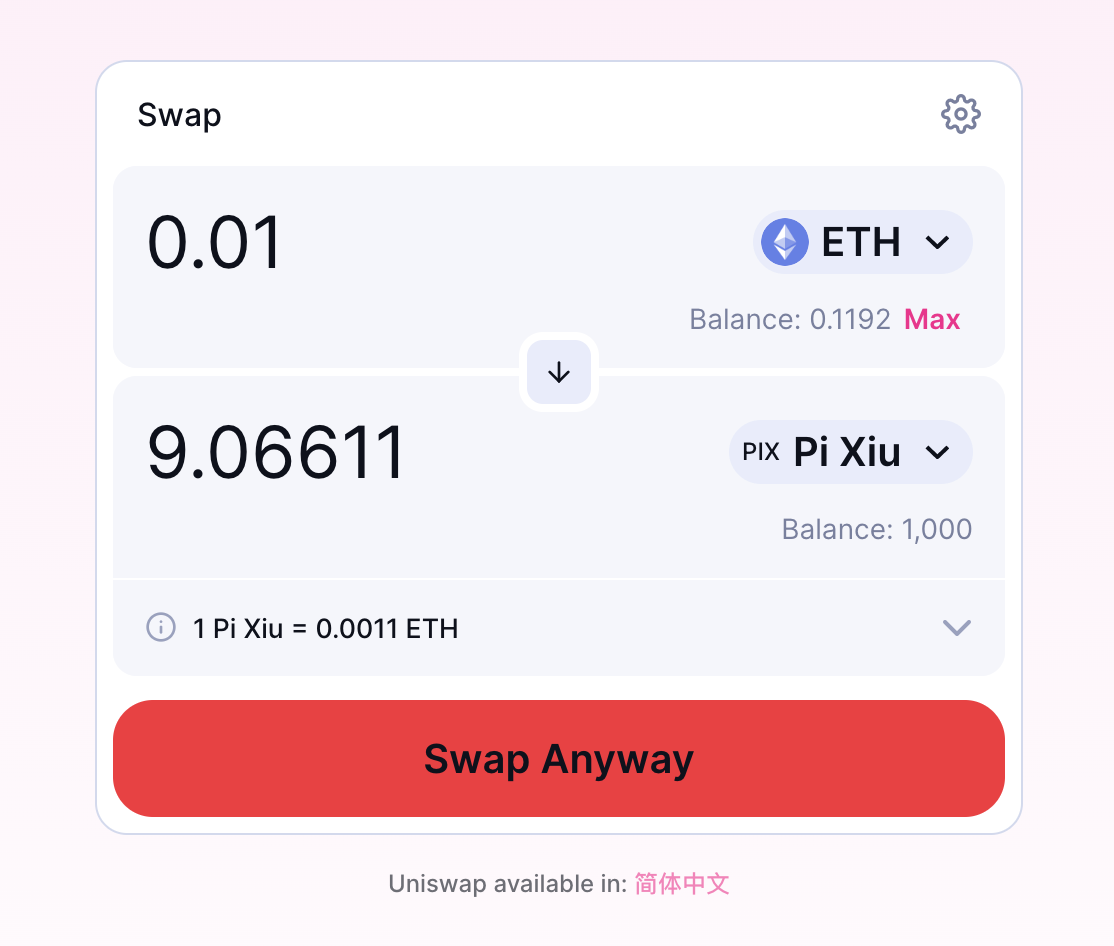 Swap
0.01 ETH
Balance: 0.1192 Max
9.06611 PIX Pi Xiu
Balance: 1,000
1 Pi Xiu = 0.0011 ETH
Swap Anyway
Uniswap available in: 简体中文